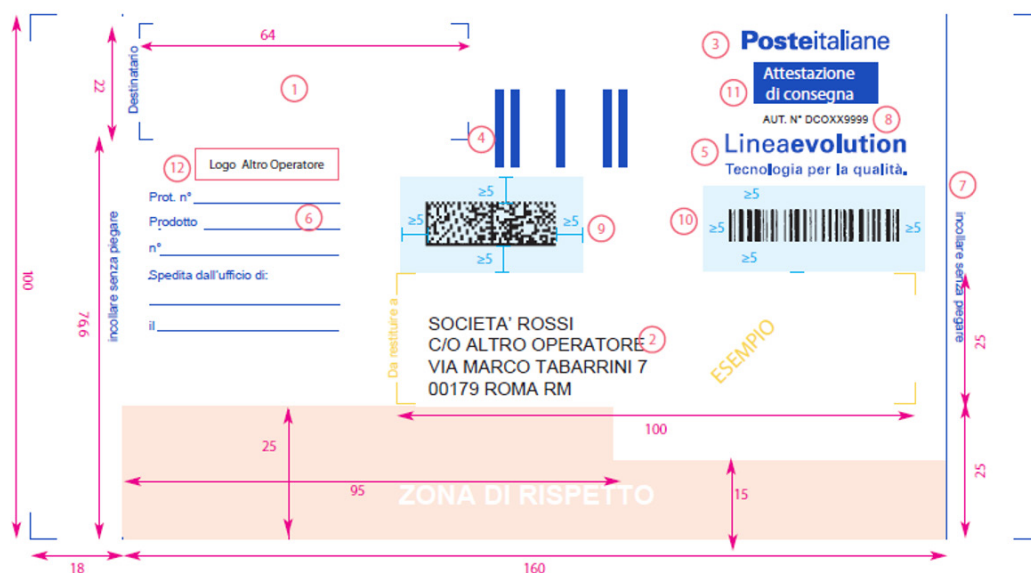 64
22
Destinatario
1
3
Posteitaliane
11
Attestazione
di consegna
AUT. N° DCOXX9999
8
4
5
Lineaevolution
Tecnologia per la qualità.
12
Logo Altro Operatore
Prot. n°
Prodotto
6
n°
Spedita dall'ufficio di:
il
incollare senza piegare
100
76,6
≥5
≥5
≥5
≥5
9
10
≥5
≥5
≥5
≥5
7
incollare senza piegare
Da restituire a
SOCIETA' ROSSI
C/O ALTRO OPERATORE
2
VIA MARCO TABARRINI 7
00179 ROMA RM
ESEMPIO
25
100
25
25
95
ZONA DI RISPETTO
15
18
160